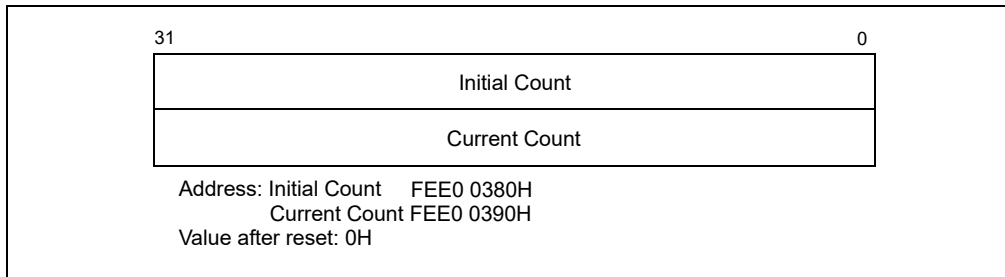 31 0
Initial Count
Current Count
Address: Initial Count FEE0 0380H
Current Count FEE0 0390H
Value after reset: 0H